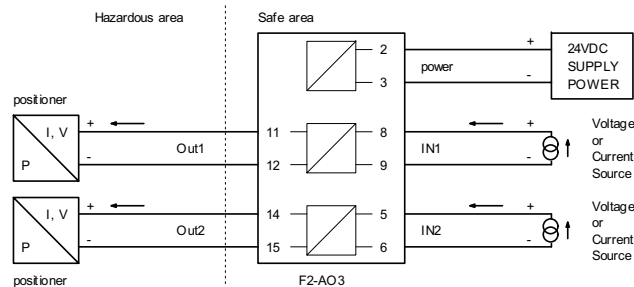 Hazardous area
Safe area
2
+
24VDC
SUPPLY
POWER
power
3
-
positioner
I, V
P
+
-
Out1
11
12
8
9
IN1
+
-
Voltage
or
Current
Source
I, V
P
+
-
Out2
14
15
5
6
IN2
+
-
Voltage
or
Current
Source
positioner
F2-AO3